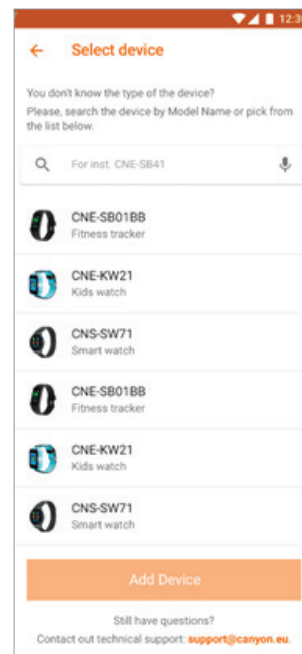 12:3
Select device
You don't know the type of the device?
Please, search the device by Model Name or pick from
the list below.
For inst. CNE-SB41
CNE-SB01BB
Fitness tracker
CNE-KW21
Kids watch
CNS-SW71
Smart watch
CNE-SB01BB
Fitness tracker
CNE-KW21
Kids watch
CNS-SW71
Smart watch
Add Device
Still have questions?
Contact out technical support: support@canyon.eu.